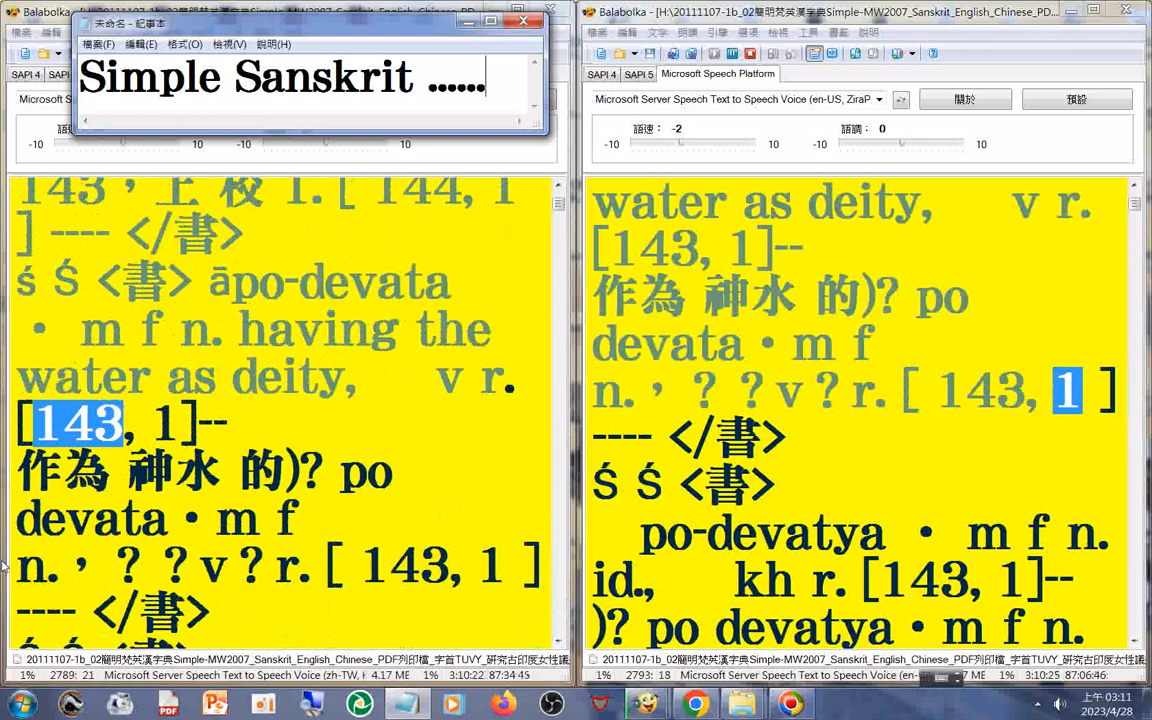 Balabolka
Balabolka - [H:\20111107-1b_02簡明梵英漢字典Simple-MW2007_Sanskrit_English_Chinese_PD...
未命名 - 記事本
檔案(F) 編輯(E) 格式(O) 檢視(V) 說明(H)
Simple Sanskrit ......
檔案 編輯
檔案 編輯 文字 閱讀 引擎 選項 檢視 工具 書籤 說明
SAPI 4 SAPI
SAPI 4 SAPI 5 Microsoft Speech Platform
Microsoft S
Microsoft Server Speech Text to Speech Voice (en-US, ZiraP
關於 預設
語速： -2 語調： 0
-10 10 -10 10
-10 10 -10 10
143，上 校 1. [ 144, 1
] ---- </書>
ś Ś <書> āpo-devata
• m f n. having the
water as deity, v r.
[143, 1]--
作為 神水 的)? po
devata • m f
n.，？？v？r. [ 143, 1 ]
---- </書>
water as deity, v r.
[143, 1]--
作為 神水 的)? po
devata • m f
n.，？？v？r. [ 143, 1 ]
---- </書>
Ś Ś <書>
po-devatya • m f n.
id., kh r. [143, 1]--
)? po devatya • m f n.
20111107-1b_02簡明梵英漢字典Simple-MW2007_Sanskrit_English_Chinese_PDF列印檔_字首TUVY_研究古印度女性議
20111107-1b_02簡明梵英漢字典Simple-MW2007_Sanskrit_English_Chinese_PDF列印檔_字首TUVY_研究古印度女性議
1% 2789: 21 Microsoft Server Speech Text to Speech Voice (zh-TW, H 4.17 ME 1% 3:10:22 87:34:45
1% 2793: 18 Microsoft Server Speech Text to Speech Voice 1% 3:10:25 87:06:46
上午 03:11
2023/4/28